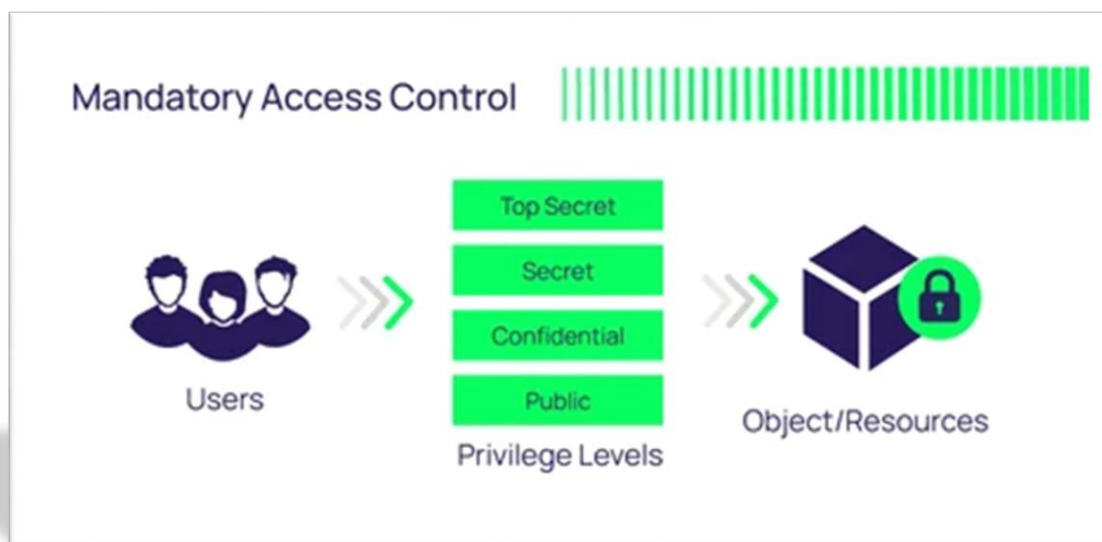 Mandatory Access Control
Top Secret
Secret
Confidential
Public
Users
Privilege Levels
Object/Resources